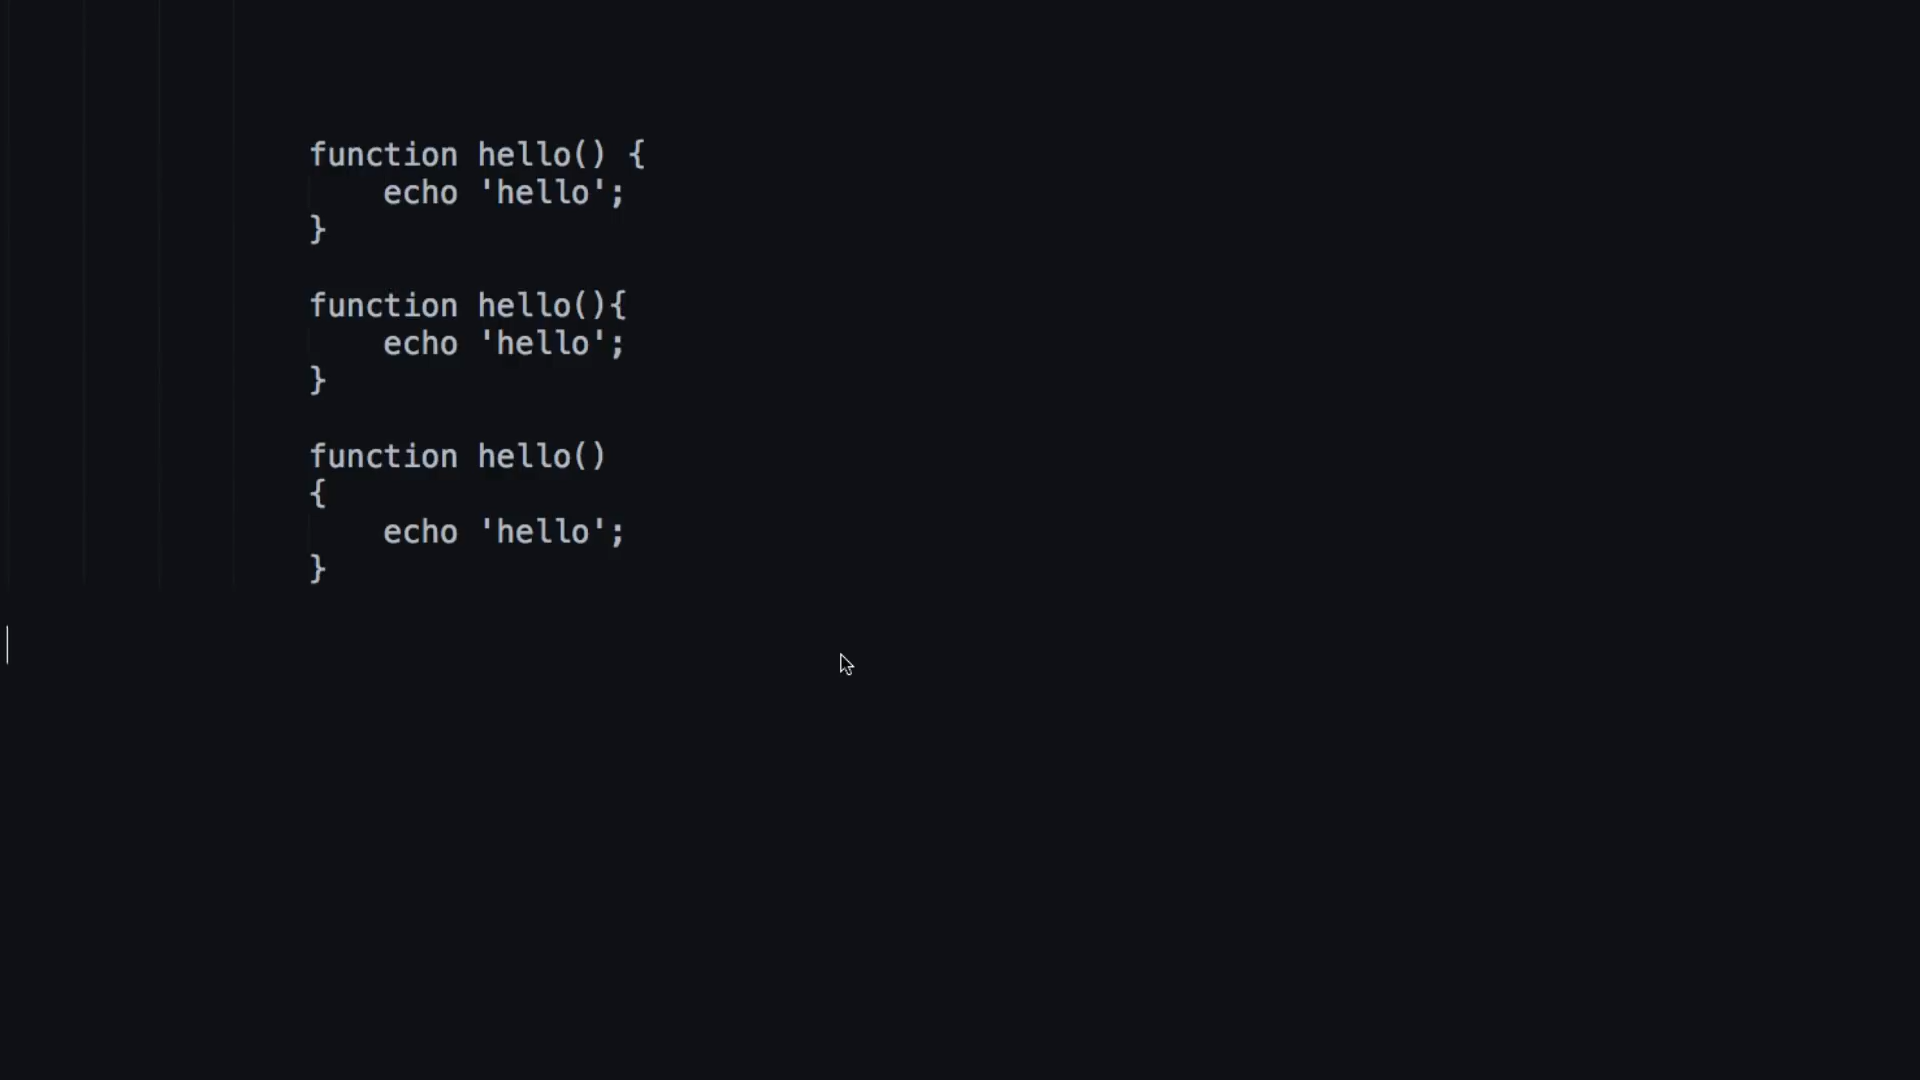 function hello() {
    echo 'hello';
}

function hello(){
    echo 'hello';
}

function hello()
{
    echo 'hello';
}